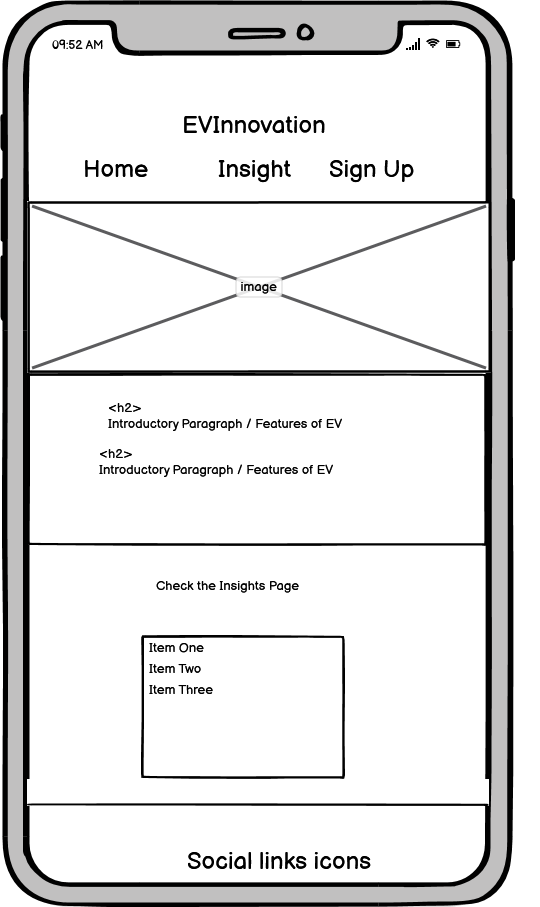 09:52 AM
EVInnovation
Home Insight Sign Up
image
<h2>
Introductory Paragraph / Features of EV
<h2>
Introductory Paragraph / Features of EV
Check the Insights Page
Item One
Item Two
Item Three
Social links icons